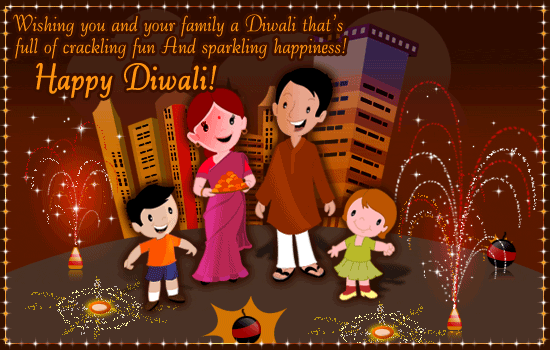 Wishing you and your family a Diwali that's
full of crackling fun And sparkling happiness!
Happy Diwali!